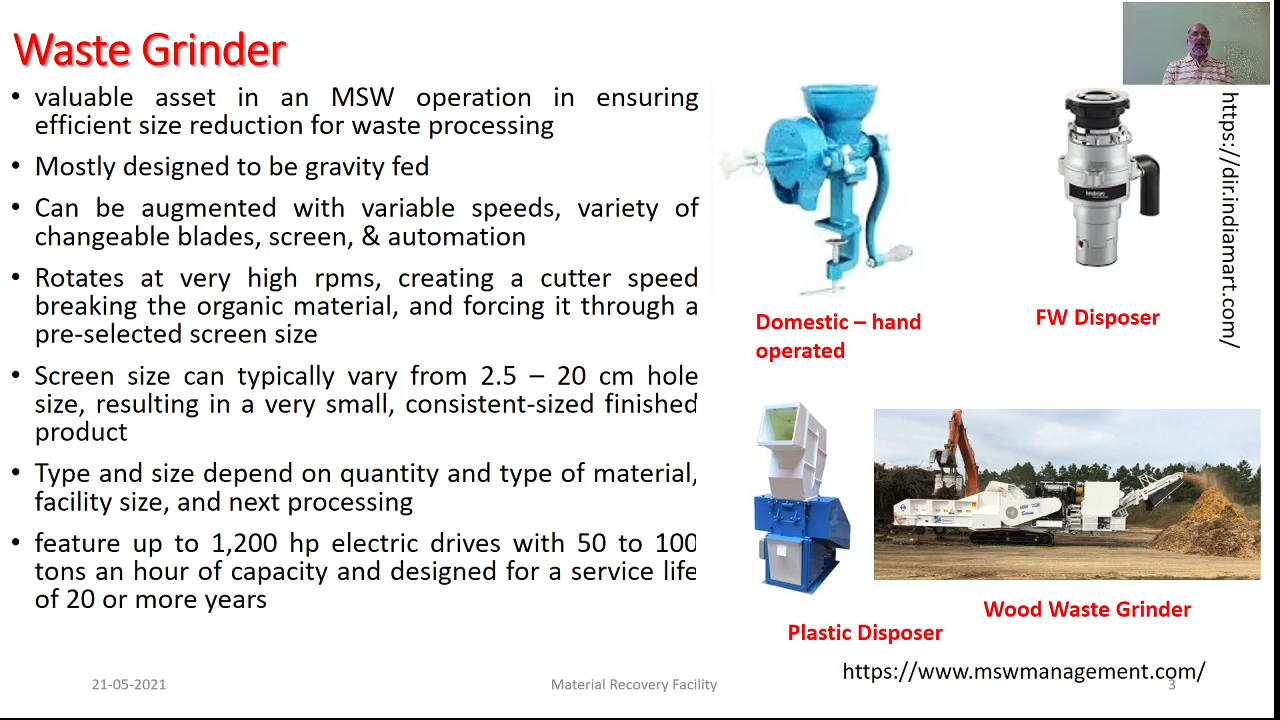 Waste Grinder
• valuable asset in an MSW operation in ensuring
efficient size reduction for waste processing
• Mostly designed to be gravity fed
• Can be augmented with variable speeds, variety of
changeable blades, screen, & automation
• Rotates at very high rpms, creating a cutter speed
breaking the organic material, and forcing it through a
pre-selected screen size
• Screen size can typically vary from 2.5 – 20 cm hole
size, resulting in a very small, consistent-sized finished
product
• Type and size depend on quantity and type of material,
facility size, and next processing
• feature up to 1,200 hp electric drives with 50 to 100
tons an hour of capacity and designed for a service life
of 20 or more years
Domestic – hand
operated
FW Disposer
https://dir.indiamart.com/
Plastic Disposer
Wood Waste Grinder
https://www.mswmanagement.com/
21-05-2021
Material Recovery Facility
3